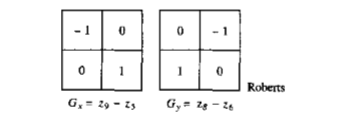 -1 0 0 -1
0 1 1 0
Roberts
Gx = z9 - z5 Gy = z8 - z6